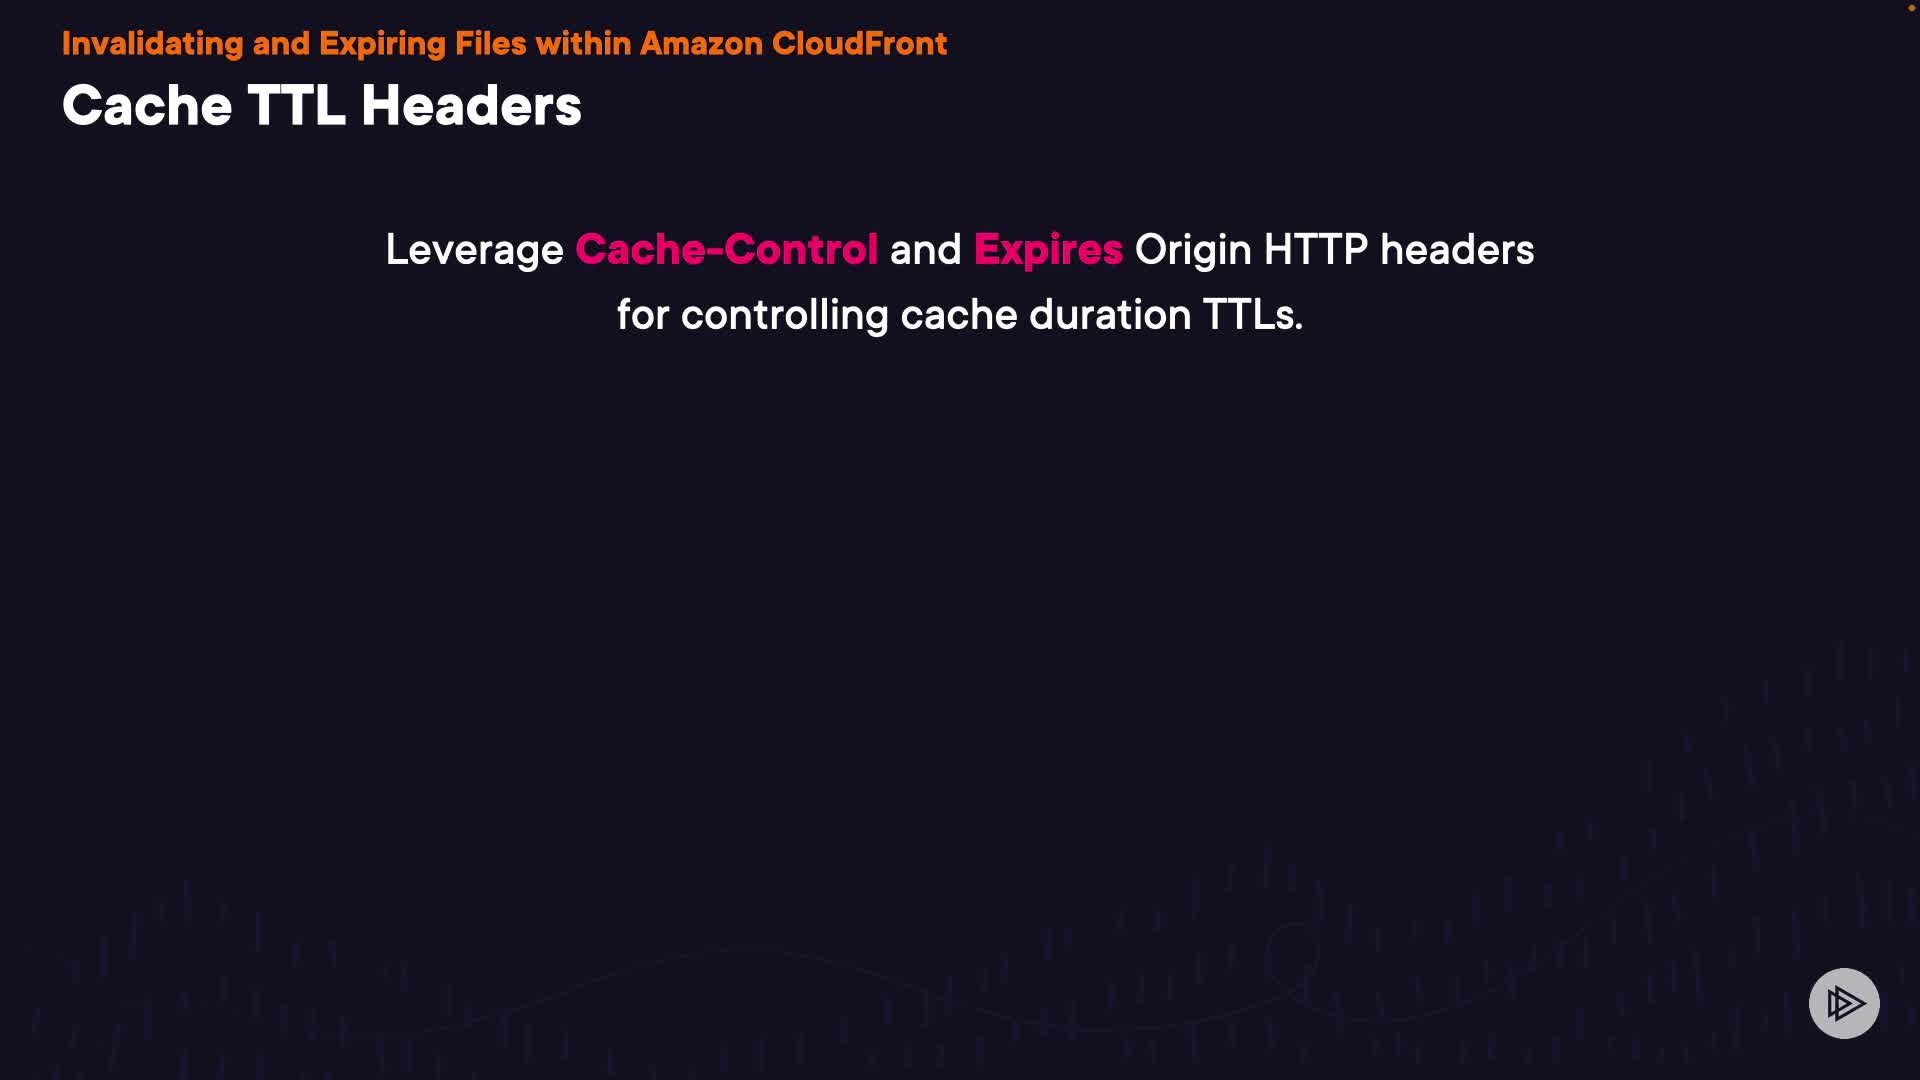 Invalidating and Expiring Files within Amazon CloudFront
Cache TTL Headers
Leverage Cache-Control and Expires Origin HTTP headers
for controlling cache duration TTLs.